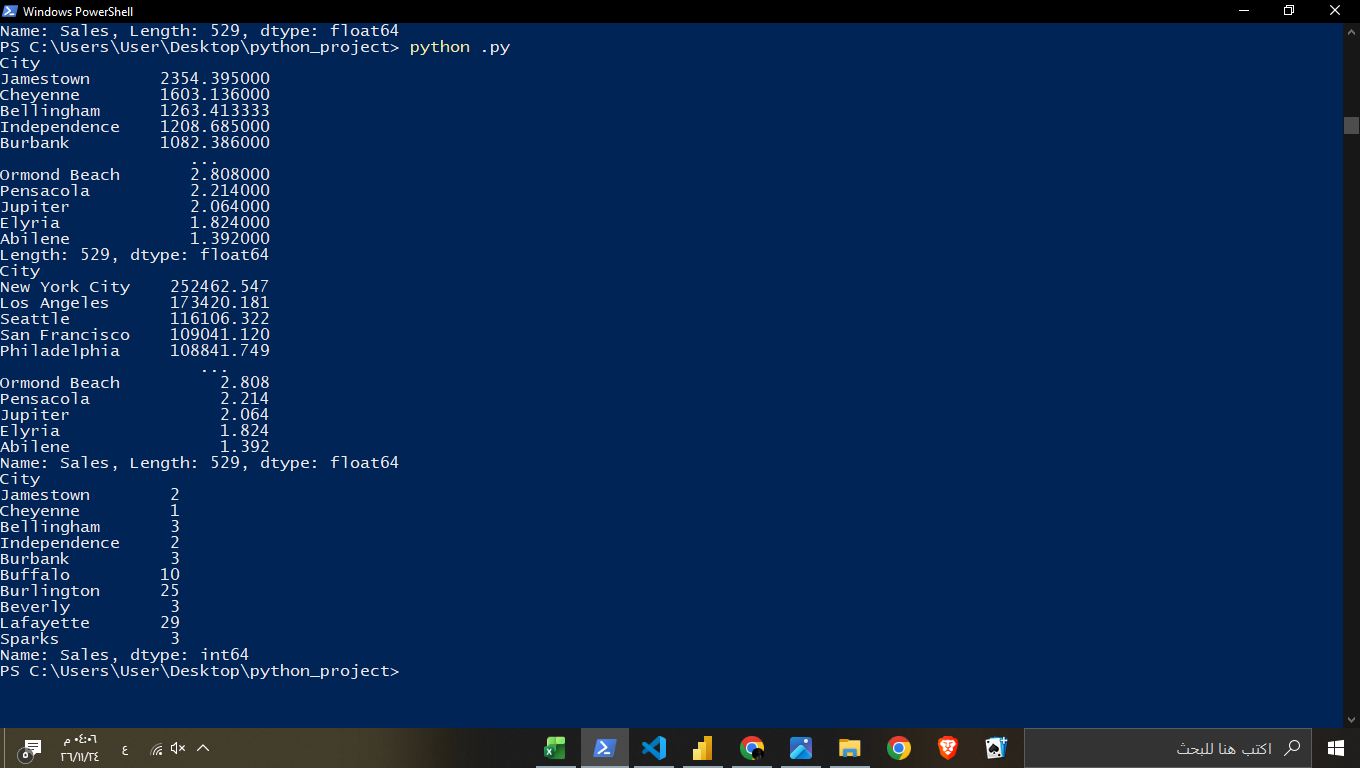 Windows PowerShell
Name: Sales, Length: 529, dtype: float64
PS C:\Users\User\Desktop\python_project> python .py
City
Jamestown 2354.395000
Cheyenne 1603.136000
Bellingham 1263.413333
Independence 1208.685000
Burbank 1082.386000
...
Ormond Beach 2.808000
Pensacola 2.214000
Jupiter 2.064000
Elyria 1.824000
Abilene 1.392000
Length: 529, dtype: float64
City
New York City 252462.547
Los Angeles 173420.181
Seattle 116106.322
San Francisco 109041.120
Philadelphia 108841.749
...
Ormond Beach 2.808
Pensacola 2.214
Jupiter 2.064
Elyria 1.824
Abilene 1.392
Name: Sales, Length: 529, dtype: float64
City
Jamestown 2
Cheyenne 1
Bellingham 3
Independence 2
Burbank 3
Buffalo 10
Burlington 25
Beverly 3
Lafayette 29
Sparks 3
Name: Sales, dtype: int64
PS C:\Users\User\Desktop\python_project>
اكتب هنا للبحث
ع
٠٤:٠٦ م